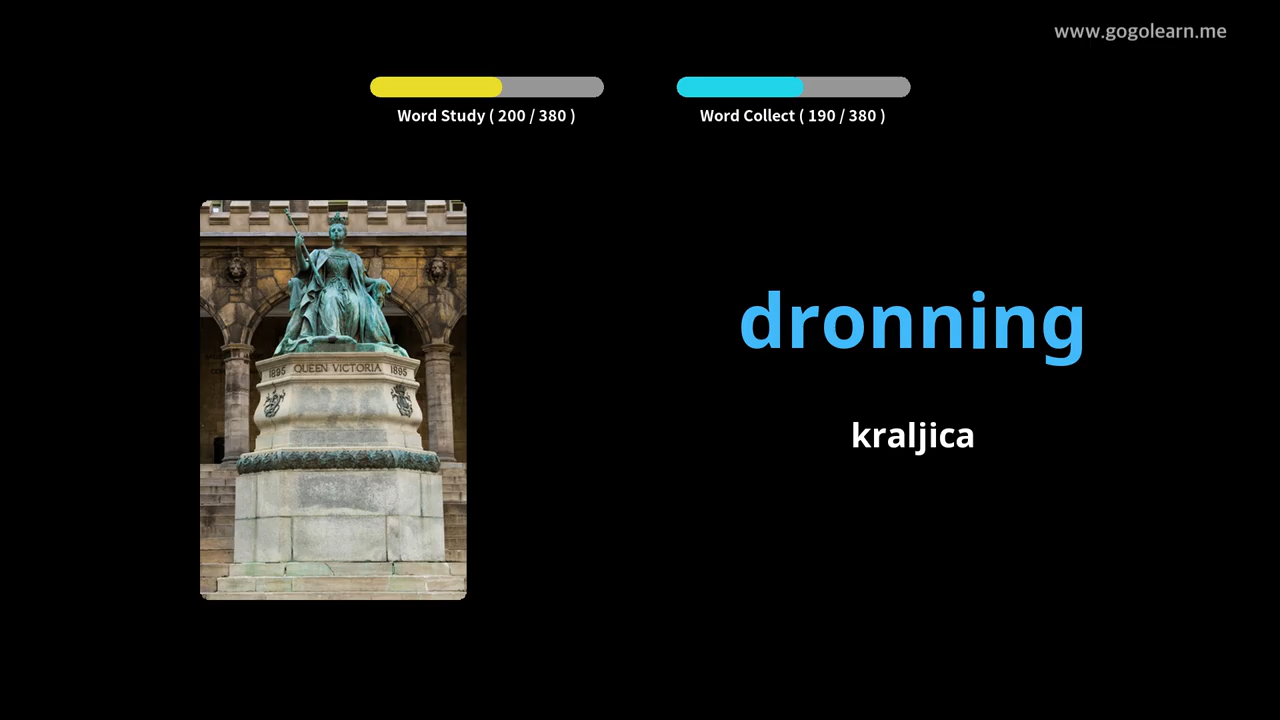 www.gogolearn.me
Word Study ( 200 / 380 )
Word Collect ( 190 / 380 )
1895 QUEEN VICTORIA 1895
dronning
kraljica